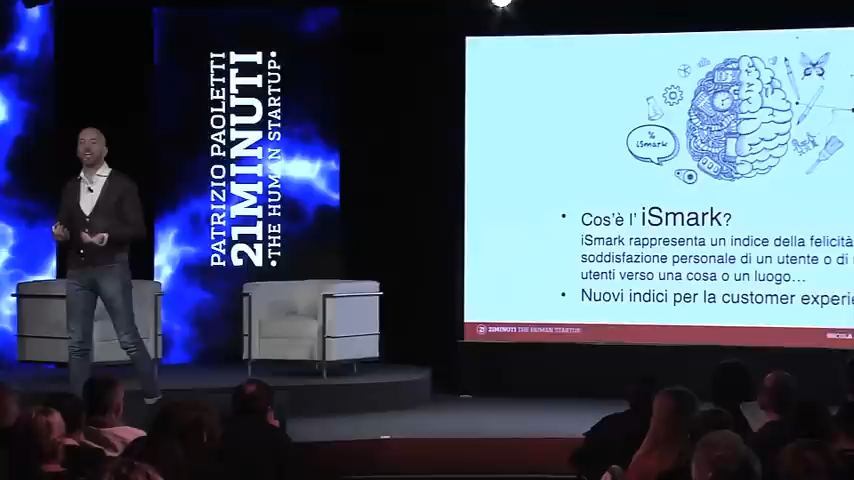 PATRIZIO PAOLETTI
21MINUTI
•THE HUMAN STARTUP•
%
iSmark
• Cos'è l' iSmark?
iSmark rappresenta un indice della felicità
soddisfazione personale di un utente o di
utenti verso una cosa o un luogo...
• Nuovi indici per la customer experie
21MINUTI THE HUMAN STARTUP